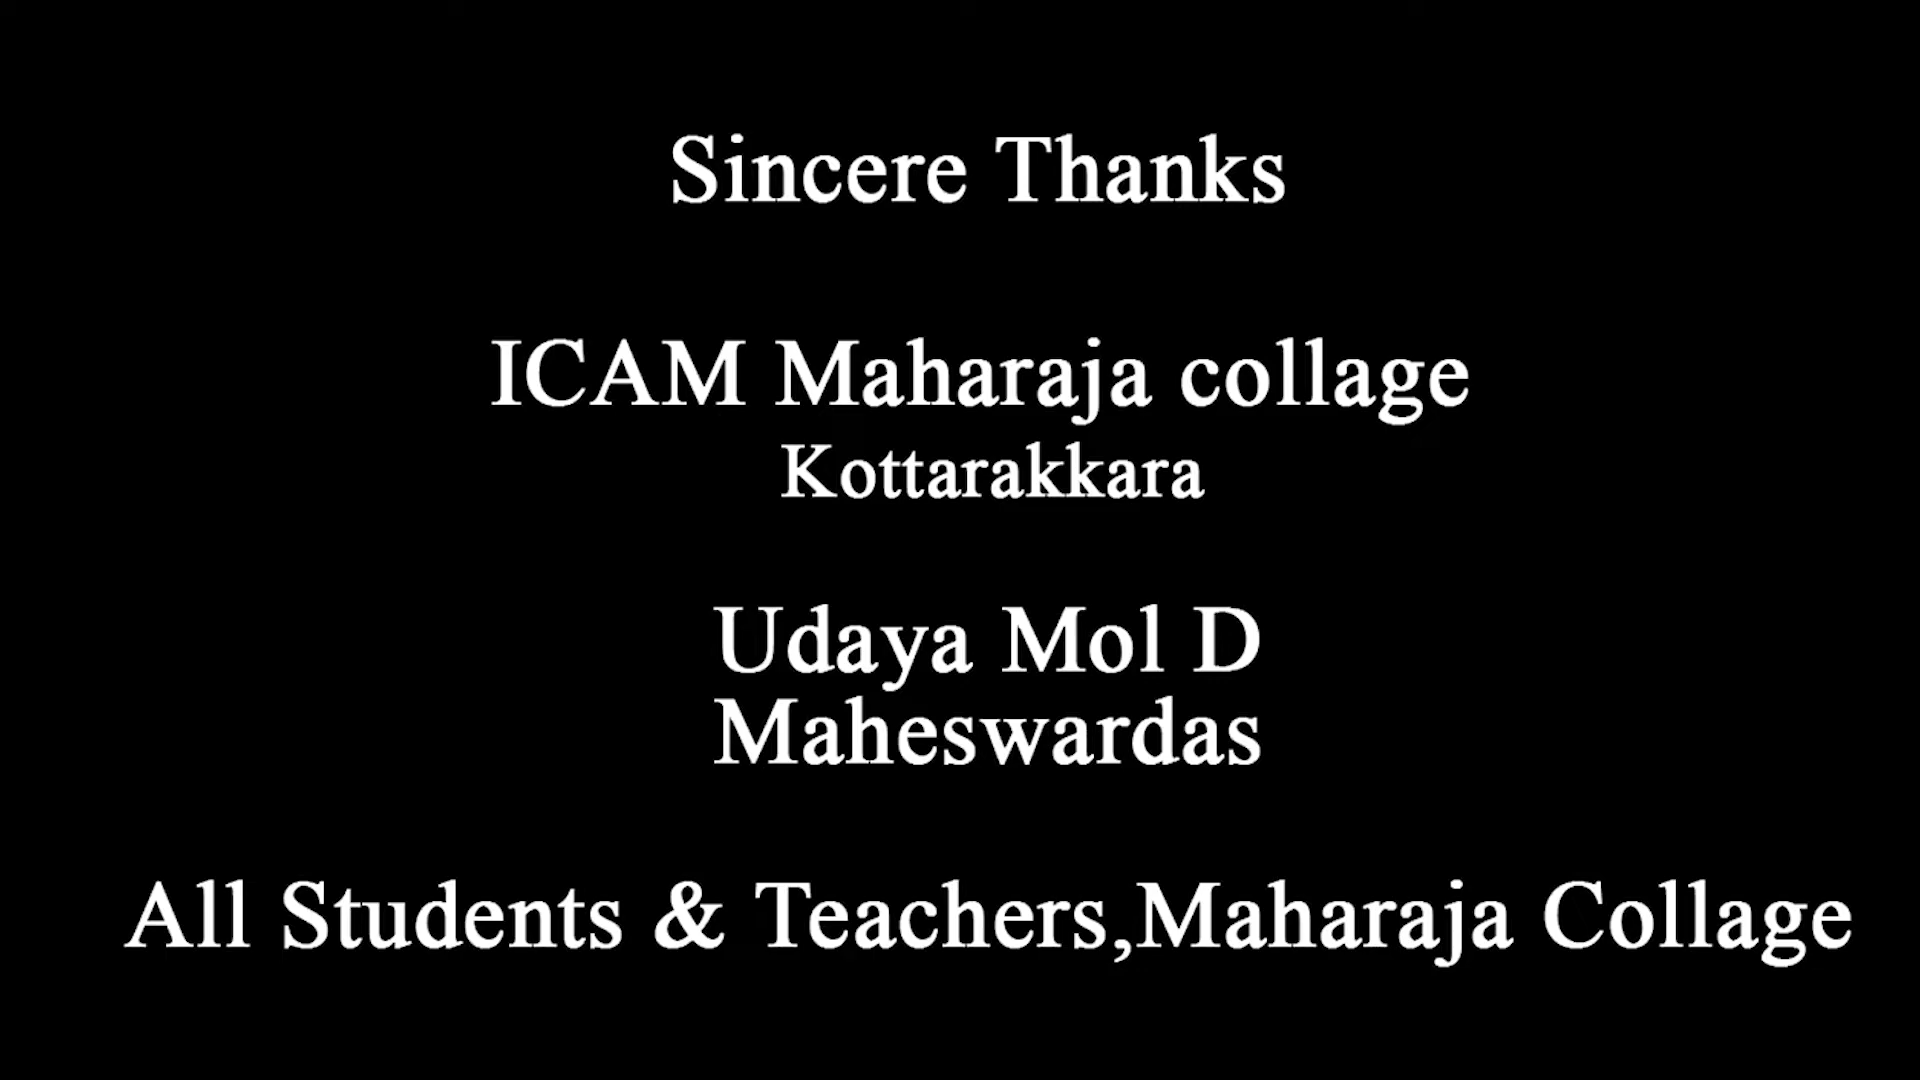 Sincere Thanks
ICAM Maharaja collage
Kottarakkara
Udaya Mol D
Maheswardas
All Students & Teachers,Maharaja Collage